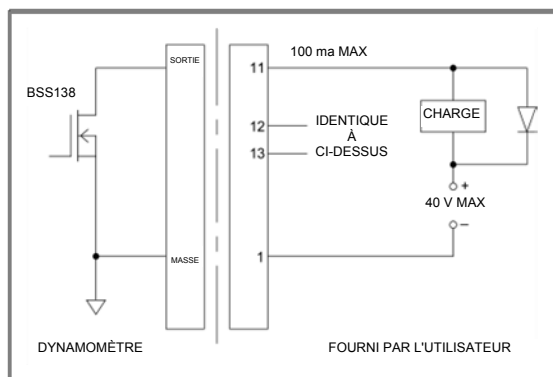 SORTIE
11
100 ma MAX
BSS138
CHARGE
12
IDENTIQUE
À
13
CI-DESSUS
+
40 V MAX
–
MASSE
1
DYNAMOMÈTRE
FOURNI PAR L'UTILISATEUR